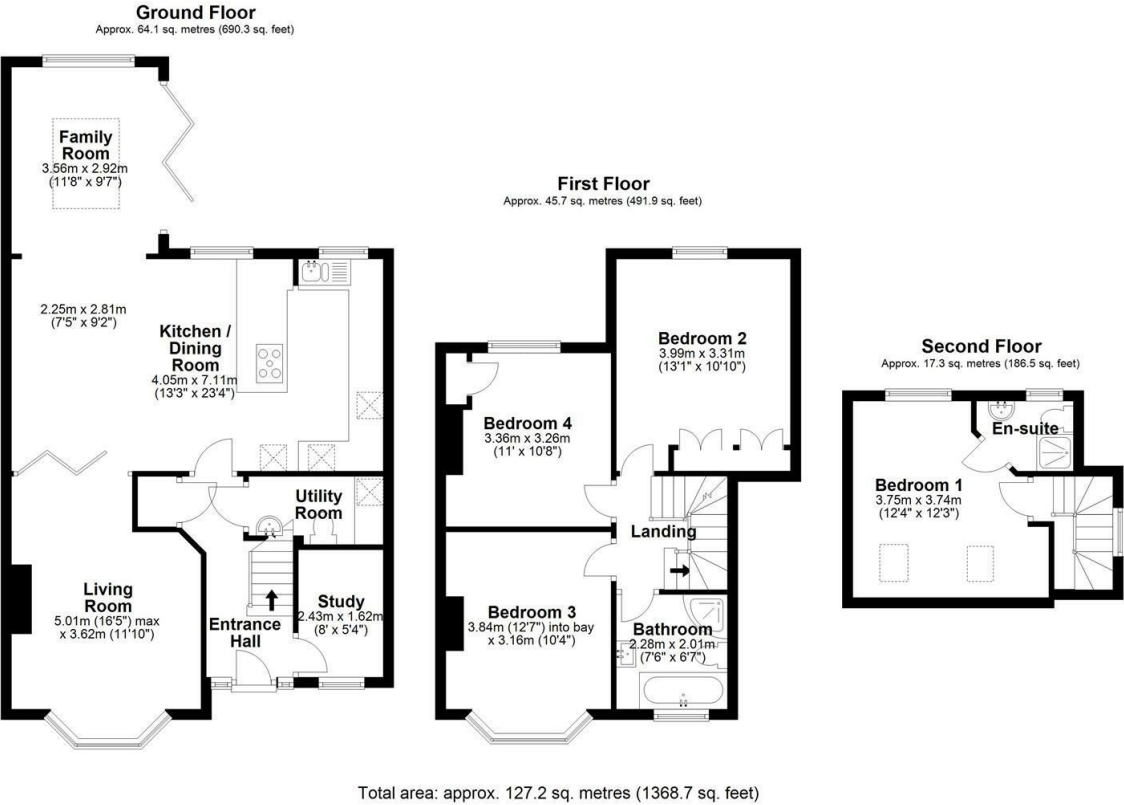 Ground Floor
Approx. 64.1 sq. metres (690.3 sq. feet)
Family
Room
3.56m x 2.92m
(11'8" x 9'7")
2.25m x 2.81m
(7'5" x 9'2")
Kitchen /
Dining
Room
4.05m x 7.11m
(13'3" x 23'4")
Utility
Room
Living
Room
5.01m (16'5") max
x 3.62m (11'10")
Entrance
Hall
Study
2.43m x 1.62m
(8' x 5'4")
First Floor
Approx. 45.7 sq. metres (491.9 sq. feet)
Bedroom 2
3.99m x 3.31m
(13'1" x 10'10")
Bedroom 4
3.36m x 3.26m
(11' x 10'8")
Landing
Bedroom 3
3.84m (12'7") into bay
x 3.16m (10'4")
Bathroom
2.28m x 2.01m
(7'6" x 6'7")
Second Floor
Approx. 17.3 sq. metres (186.5 sq. feet)
En-suite
Bedroom 1
3.75m x 3.74m
(12'4" x 12'3")
Total area: approx. 127.2 sq. metres (1368.7 sq. feet)